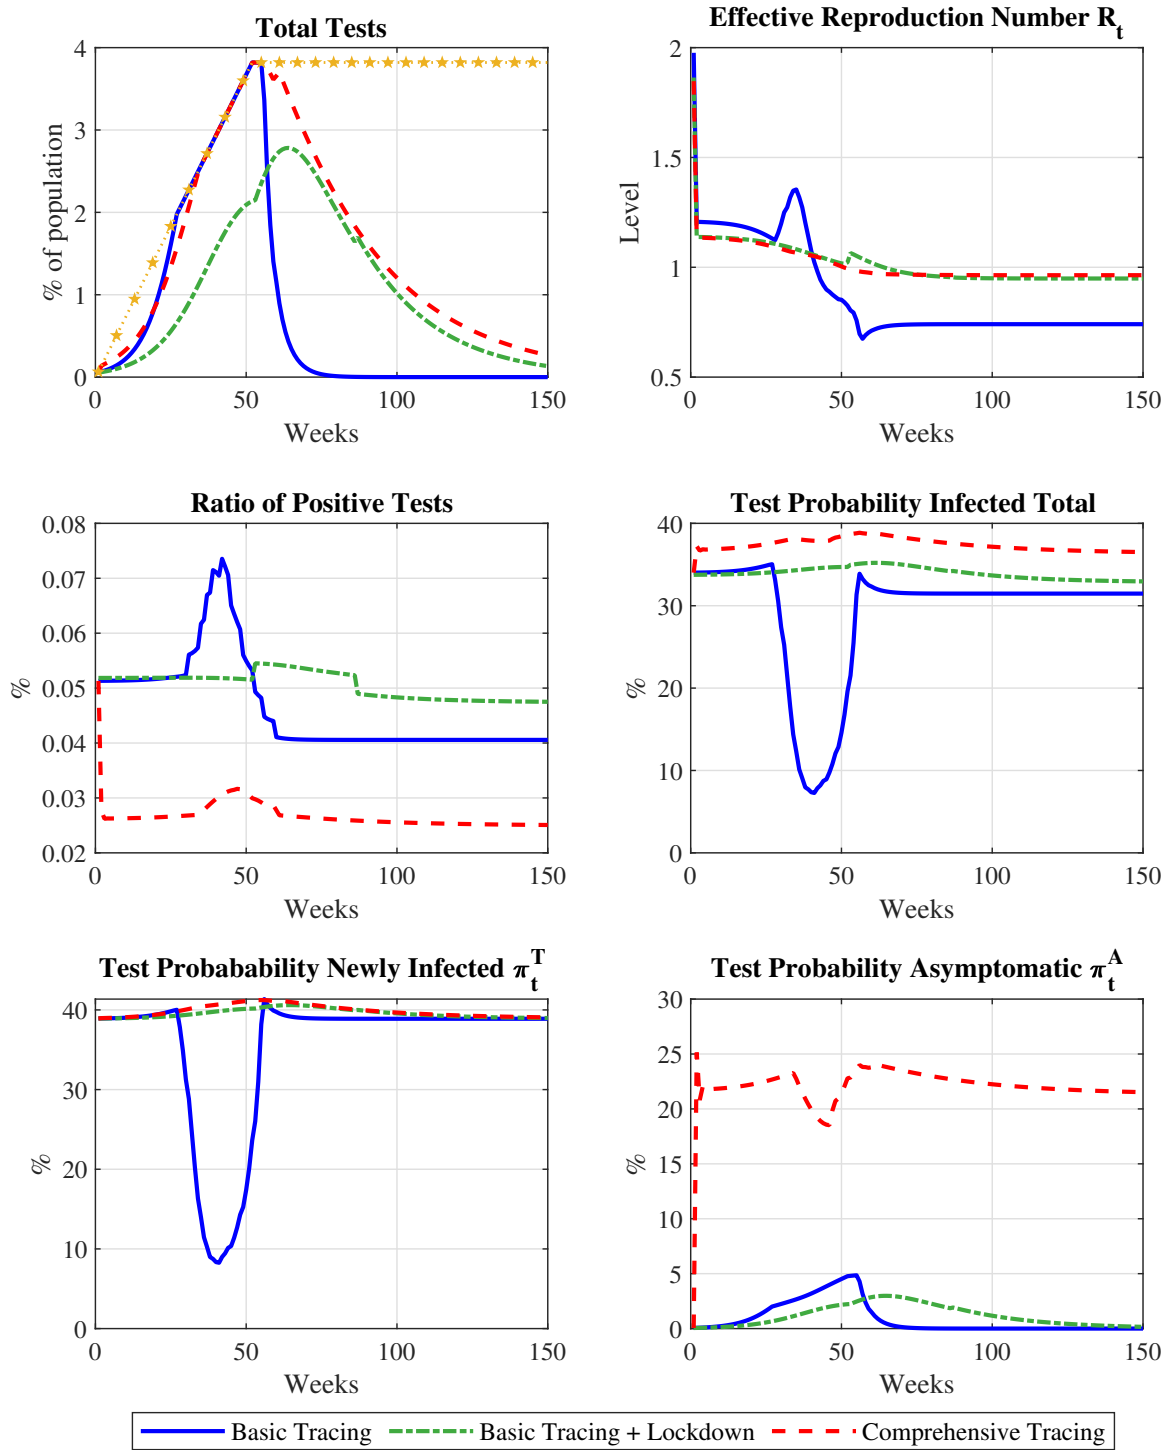 Total Tests
Effective Reproduction Number R_t
4
3
2
1
0
% of population
0 50 100 150
Weeks
2
1.5
1
0.5
Level
0 50 100 150
Weeks
Ratio of Positive Tests
Test Probability Infected Total
0.08
0.07
0.06
0.05
0.04
0.03
0.02
%
0 50 100 150
Weeks
40
30
20
10
0
%
0 50 100 150
Weeks
Test Probabability Newly Infected π_t^T
Test Probability Asymptomatic π_t^A
40
30
20
10
0
%
0 50 100 150
Weeks
30
25
20
15
10
5
0
%
0 50 100 150
Weeks
Basic Tracing Basic Tracing + Lockdown Comprehensive Tracing